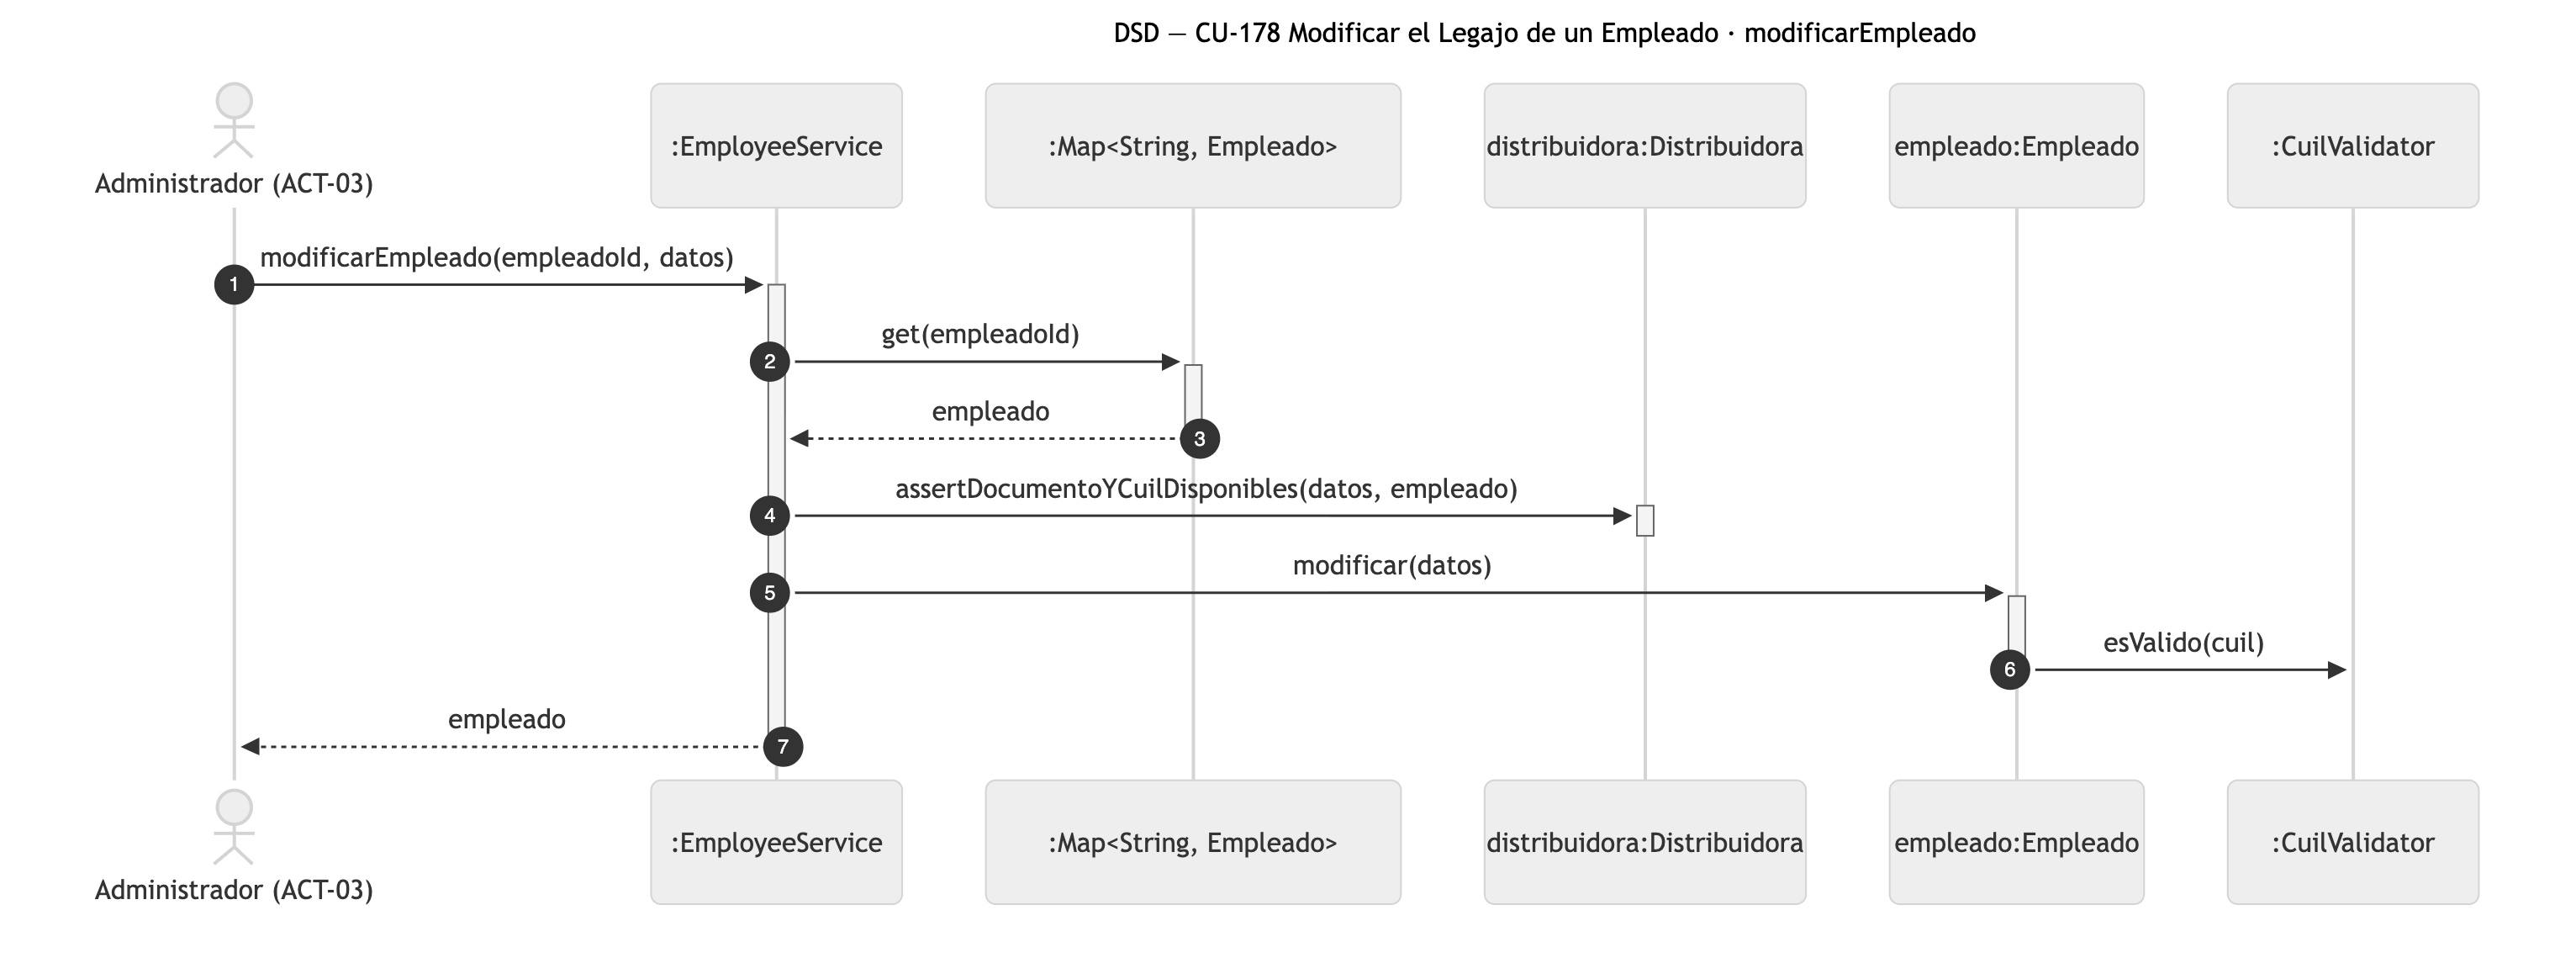 DSD — CU-178 Modificar el Legajo de un Empleado · modificarEmpleado
Administrador (ACT-03)
:EmployeeService
:Map<String, Empleado>
distribuidora:Distribuidora
empleado:Empleado
:CuilValidator
modificarEmpleado(empleadoId, datos)
1
get(empleadoId)
2
empleado
3
assertDocumentoYCuilDisponibles(datos, empleado)
4
modificar(datos)
5
esValido(cuil)
6
empleado
7
Administrador (ACT-03)
:EmployeeService
:Map<String, Empleado>
distribuidora:Distribuidora
empleado:Empleado
:CuilValidator